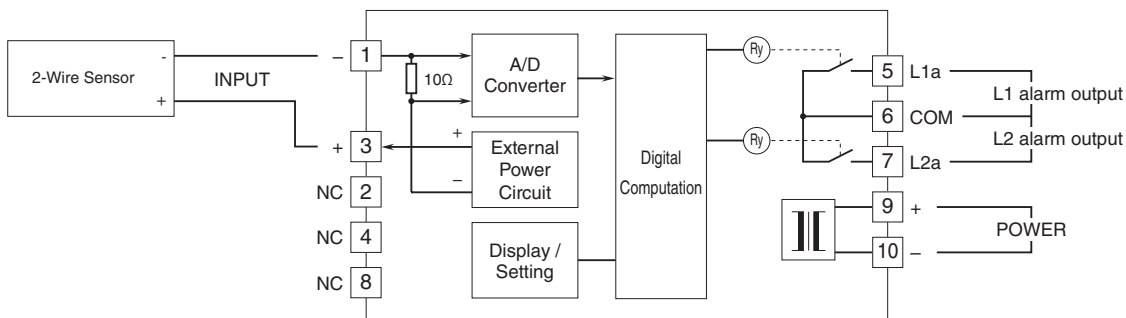 2-Wire Sensor
-
+
INPUT
– 1
+ 3
NC 2
NC 4
NC 8
10Ω
A/D
Converter
+
–
External
Power
Circuit
Display /
Setting
Digital
Computation
Ry
Ry
5 L1a
L1 alarm output
6 COM
L2 alarm output
7 L2a
9 +
POWER
10 –